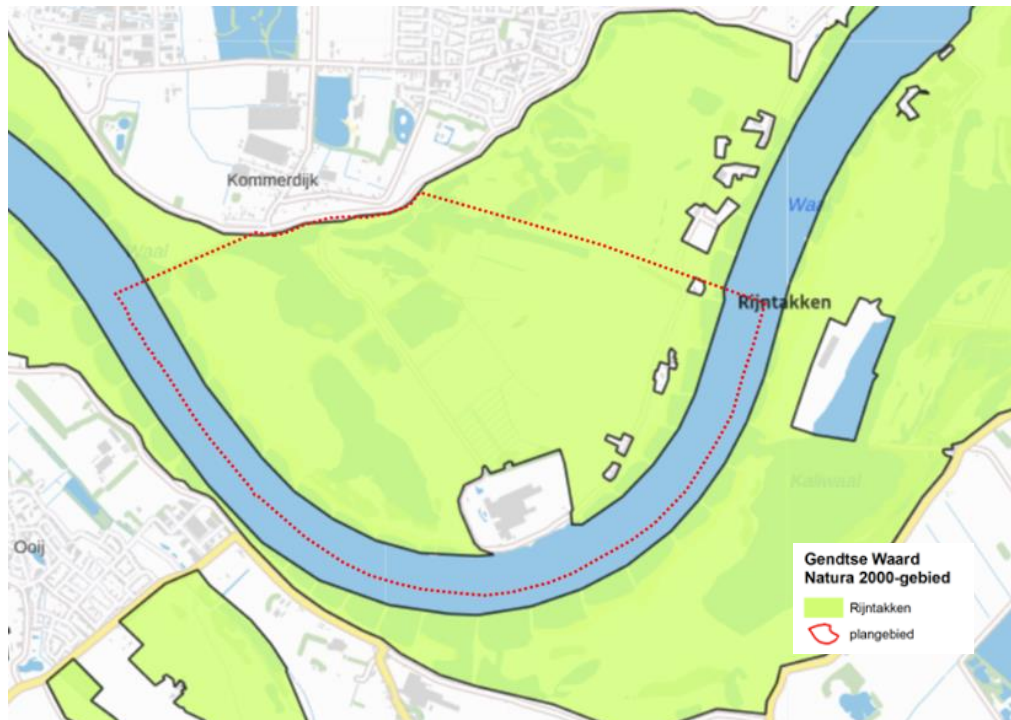 Kommerdijk
Waal
Waal
Rijntakken
Kaliwaal
Ooij
Gendtse Waard
Natura 2000-gebied
Rijntakken
plangebied